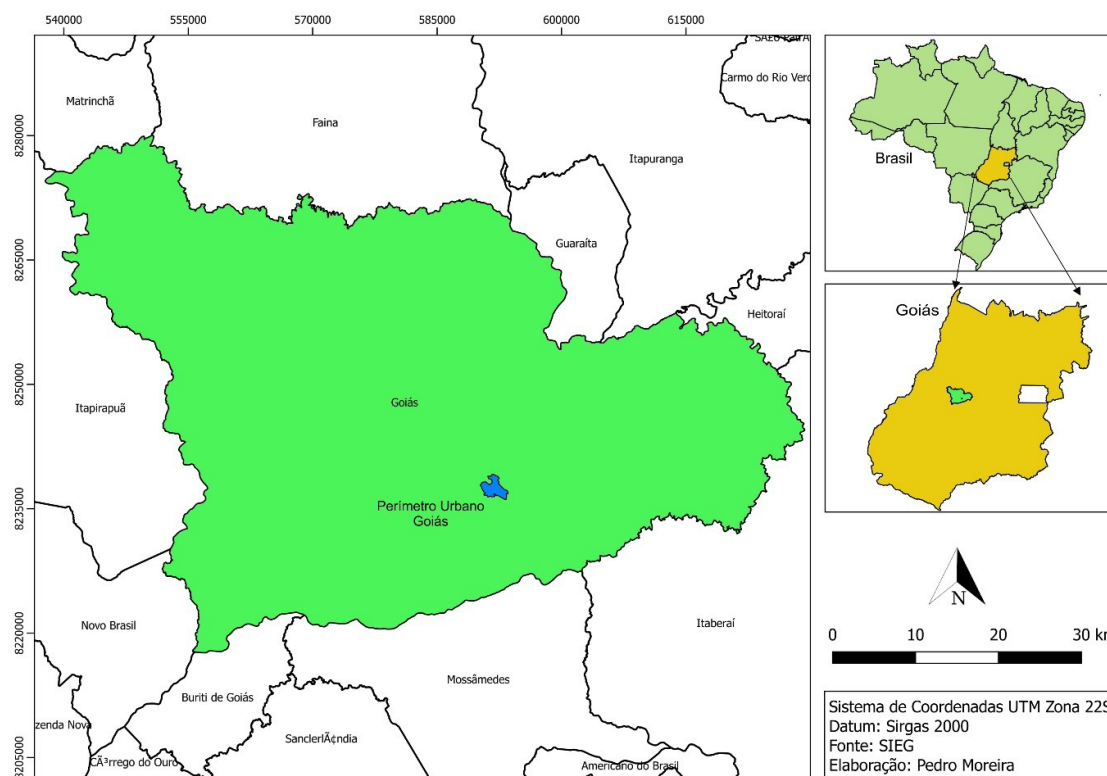 540000
555000
570000
585000
600000
615000
8280000
8265000
8250000
8235000
8220000
8205000
Matrinchã
Faina
Carmo do Rio Verd
Itapuranga
Guaraíta
Heitoraí
Itapirapuã
Goiás
Perímetro Urbano
Goiás
Novo Brasil
Itaberaí
Buriti de Goiás
Mossâmedes
zenda Nova
SanclerlÃ¢ndia
CÃ³rrego do Ouro
Americano do Brasil
Brasil
Goiás
N
0
10
20
30 km
Sistema de Coordenadas UTM Zona 22S
Datum: Sirgas 2000
Fonte: SIEG
Elaboração: Pedro Moreira